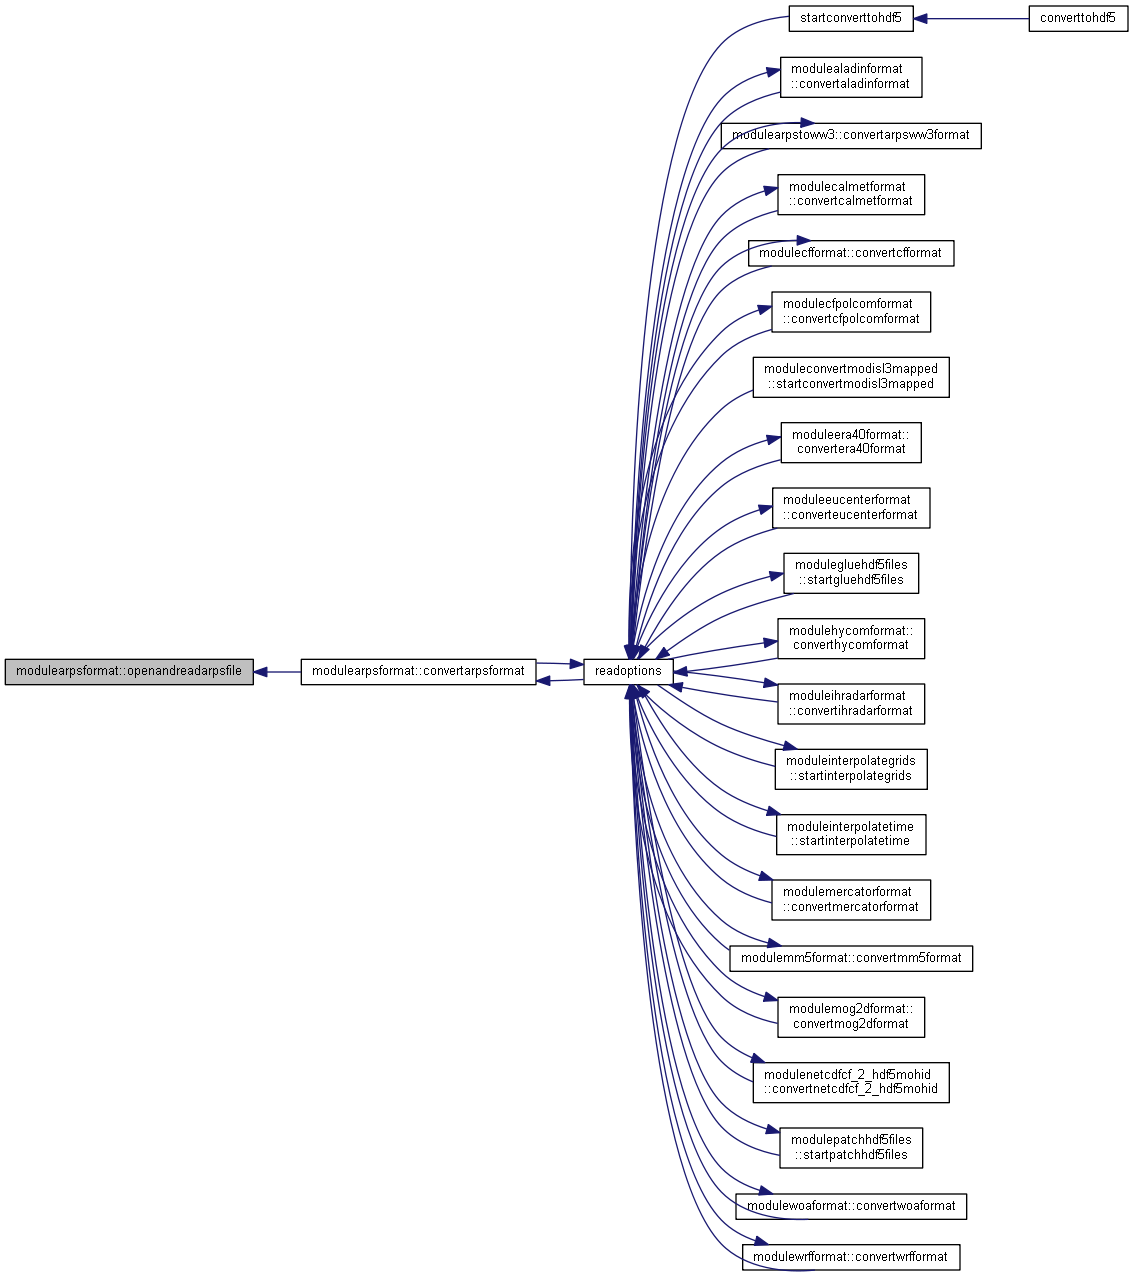 startconverttohdf5
converttohdf5
modulealadinformat
::convertaladinformat
modulearpstoww3::convertarpsww3format
modulecalmetformat
::convertcalmetformat
modulecfformat::convertcfformat
modulecfpolcomformat
::convertcfpolcomformat
moduleconvertmodisl3mapped
::startconvertmodisl3mapped
moduleera40format::
convertera40format
moduleeucenterformat
::converteucenterformat
modulegluehdf5files
::startgluehdf5files
modulehycomformat::
converthycomformat
modulearpsformat::openandreadarpsfile
modulearpsformat::convertarpsformat
readoptions
moduleihradarformat
::convertihradarformat
moduleinterpolategrids
::startinterpolategrids
moduleinterpolatetime
::startinterpolatetime
modulemercatorformat
::convertmercatorformat
modulemm5format::convertmm5format
modulemog2dformat::
convertmog2dformat
modulenetcdfcf_2_hdf5mohid
::convertnetcdfcf_2_hdf5mohid
modulepatchhdf5files
::startpatchhdf5files
modulewoaformat::convertwoaformat
modulewrfformat::convertwrfformat